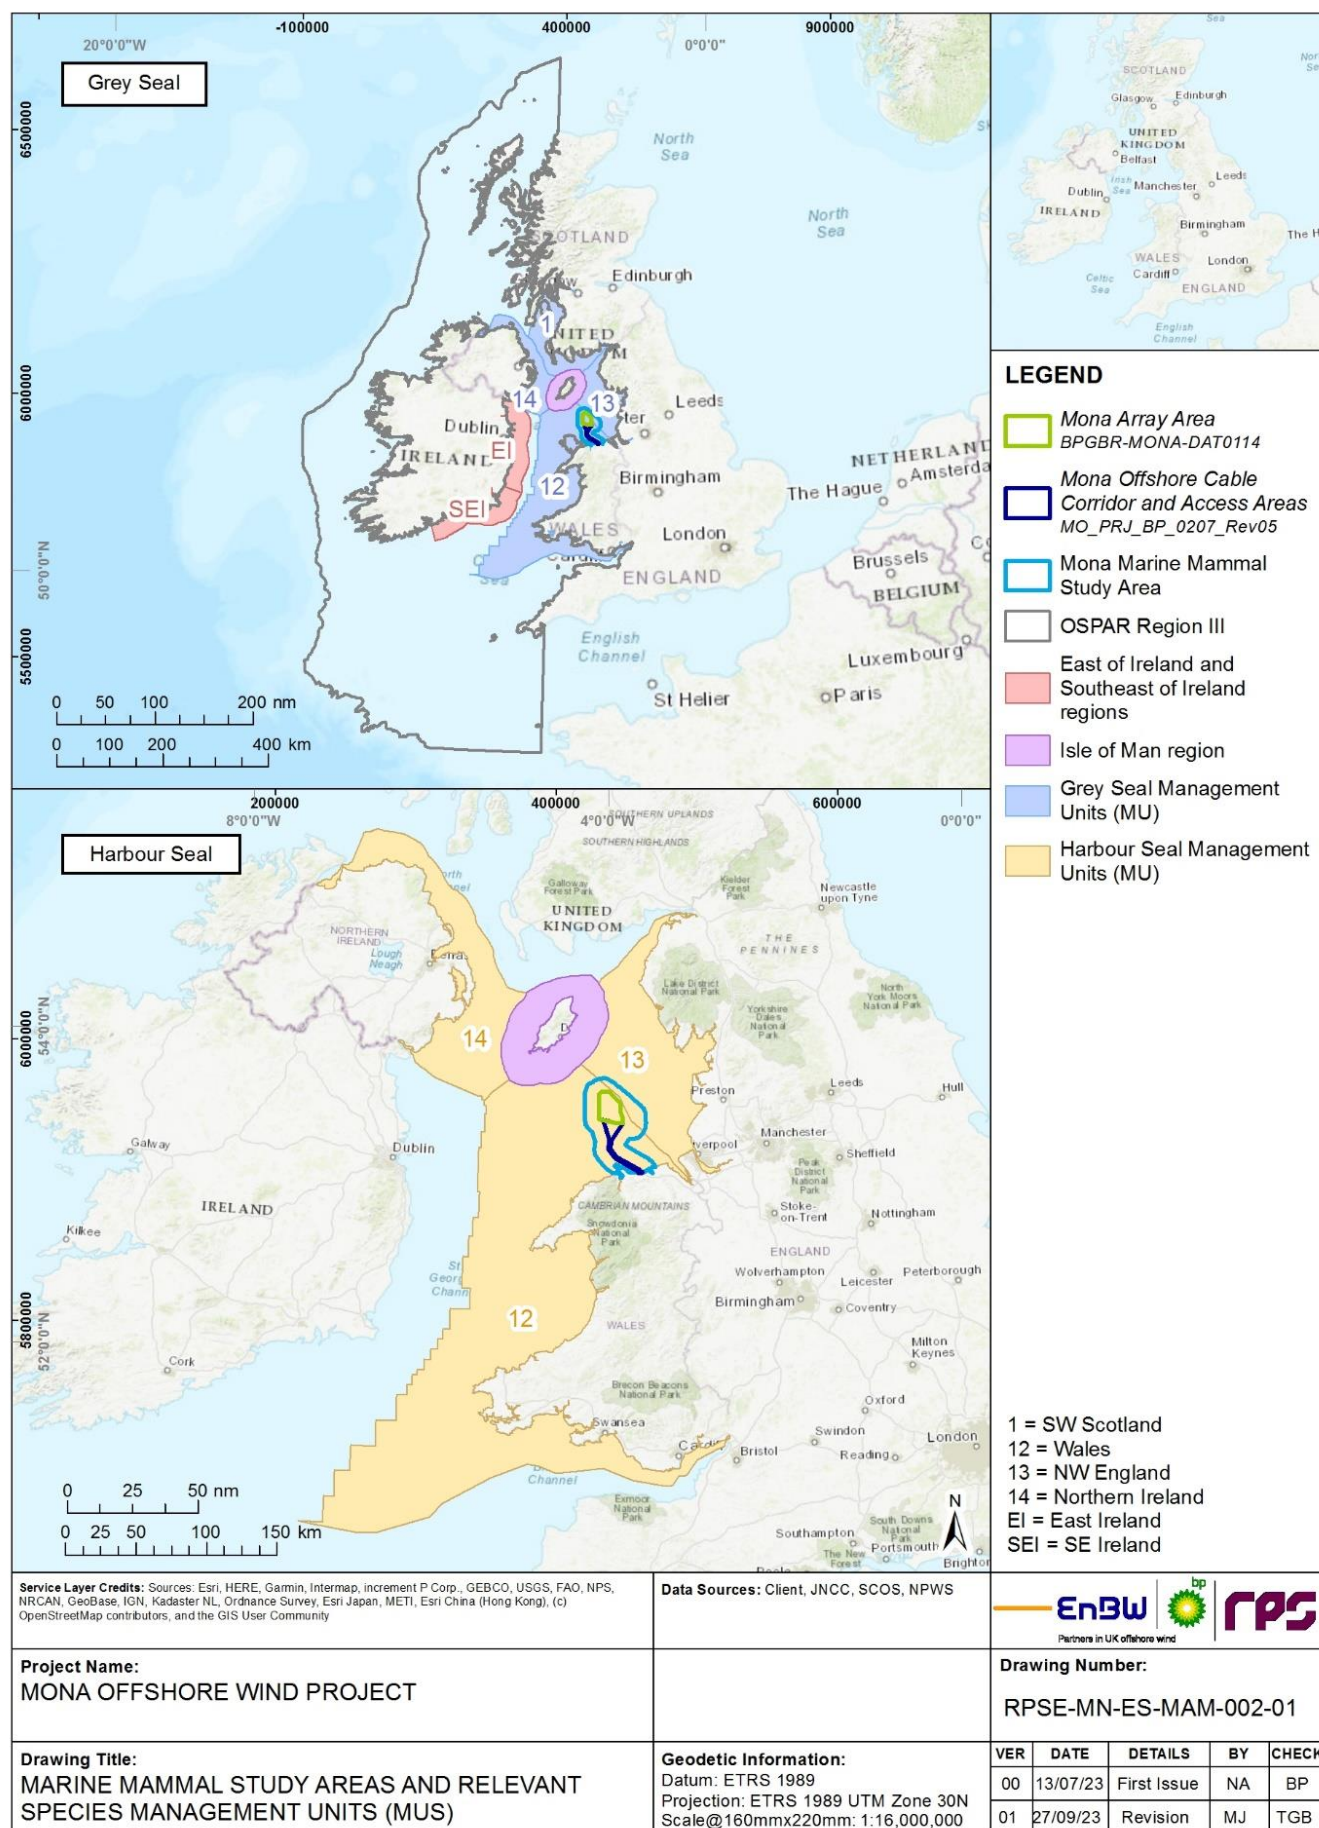 -100000
400000
900000
20°0'0"W
0°0'0"
Grey Seal
6500000
6000000
5500000
50°0'0"N
North
Sea
North
Sea
SCOTLAND
Edinburgh
1
UNITED
14
13
Leeds
Dublin
EI
IRELAND
12
Birmingham
SEI
WALES
London
ENGLAND
NETHERLAND
The Hague
Amsterda
Brussels
BELGIUM
English
Channel
Luxembourg
St Helier
Paris
0 50 100 200 nm
0 100 200 400 km
SCOTLAND
Glasgow
Edinburgh
UNITED
KINGDOM
Belfast
Irish
Sea
Leeds
Dublin
Manchester
IRELAND
Birmingham
The H
WALES
London
Cardiff
Celtic
Sea
ENGLAND
English
Channel
LEGEND
Mona Array Area
BPGBR-MONA-DAT0114
Mona Offshore Cable
Corridor and Access Areas
MO_PRJ_BP_0207_Rev05
Mona Marine Mammal
Study Area
OSPAR Region III
East of Ireland and
Southeast of Ireland
regions
Isle of Man region
Grey Seal Management
Units (MU)
Harbour Seal Management
Units (MU)
200000
400000
600000
8°0'0"W
4°0'0"W
0°0'0"
Harbour Seal
6000000
54°0'0"N
5800000
52°0'0"N
SOUTHERN UPLANDS
SOUTHERN HIGHLANDS
Galloway
Forest Park
Kielder
Forest
Park
Newcastle
upon Tyne
UNITED
KINGDOM
NORTHERN
IRELAND
Lough
Neagh
THE
PENNINES
Lake District
National Park
North
York Moors
National Park
Yorkshire
Dales
National
Park
14
13
Preston
Leeds
Hull
Galway
Dublin
Manchester
Sheffield
Peak
District
National
Park
CAMBRIAN MOUNTAINS
IRELAND
Snowdonia
National
Park
Stoke-
on-Trent
Nottingham
Kilkee
ENGLAND
Wolverhampton
Leicester
Peterborough
Birmingham
Coventry
12
WALES
Milton
Keynes
Cork
Brecon Beacons
National Park
Oxford
Swansea
Swindon
London
Bristol
Reading
Channel
Exmoor
National
Park
Southampton
South Downs
National
Park
The New
Forest
Portsmouth
Brighton
0 25 50 nm
0 25 50 100 150 km
N
1 = SW Scotland
12 = Wales
13 = NW England
14 = Northern Ireland
EI = East Ireland
SEI = SE Ireland
Service Layer Credits: Sources: Esri, HERE, Garmin, Intermap, increment P Corp., GEBCO, USGS, FAO, NPS,
NRCAN, GeoBase, IGN, Kadaster NL, Ordnance Survey, Esri Japan, METI, Esri China (Hong Kong), (c)
OpenStreetMap contributors, and the GIS User Community
Data Sources: Client, JNCC, SCOS, NPWS
EnBW
bp
rps
Partners in UK offshore wind
Project Name:
MONA OFFSHORE WIND PROJECT
Drawing Number:
RPSE-MN-ES-MAM-002-01
Drawing Title:
MARINE MAMMAL STUDY AREAS AND RELEVANT
SPECIES MANAGEMENT UNITS (MUS)
Geodetic Information:
Datum: ETRS 1989
Projection: ETRS 1989 UTM Zone 30N
Scale@160mmx220mm: 1:16,000,000
VER DATE DETAILS BY CHECK
00 13/07/23 First Issue NA BP
01 27/09/23 Revision MJ TGB